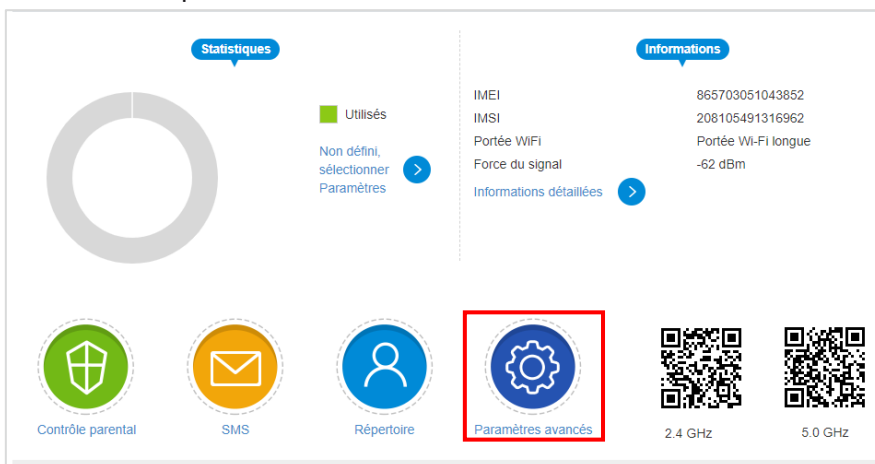 Statistiques
Utilisés
Non défini,
sélectionner
Paramètres
Informations
IMEI 865703051043852
IMSI 208105491316962
Portée WiFi Portée Wi-Fi longue
Force du signal -62 dBm
Informations détaillées
Contrôle parental
SMS
Répertoire
Paramètres avancés
2.4 GHz
5.0 GHz